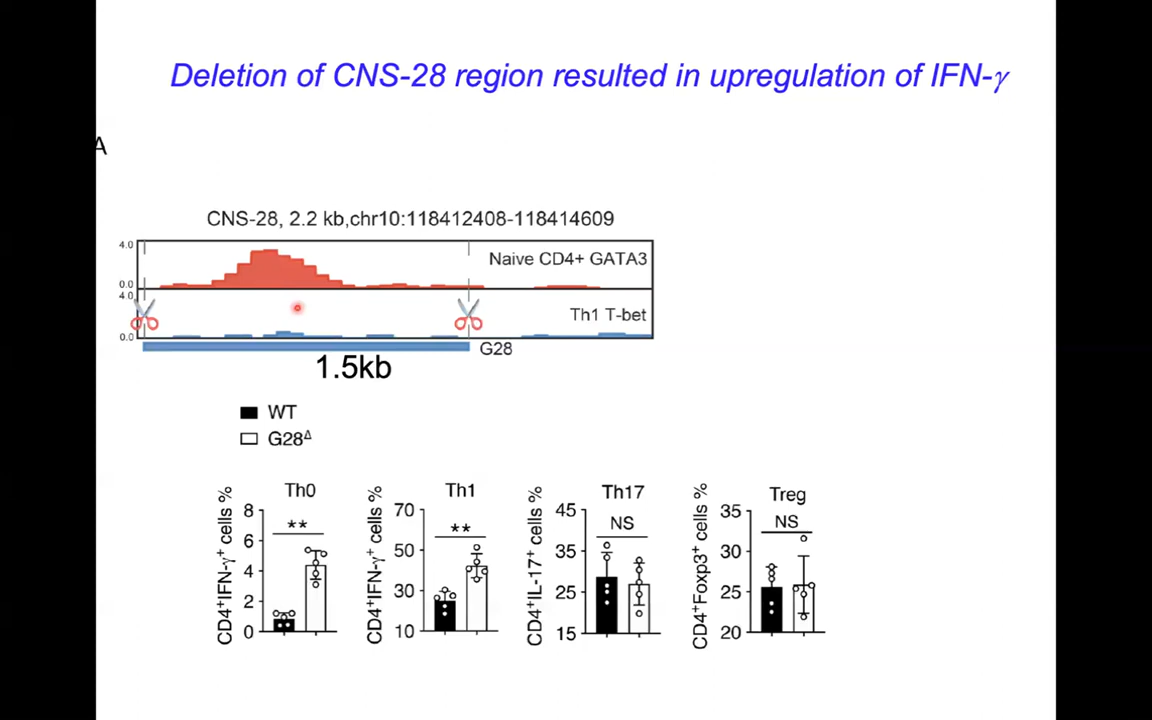 Deletion of CNS-28 region resulted in upregulation of IFN-γ
A
CNS-28, 2.2 kb,chr10:118412408-118414609
4.0
Naive CD4+ GATA3
0.0
4.0
Th1 T-bet
0.0
G28
1.5kb
WT
G28Δ
Th0
CD4+IFN-γ+ cells %
8
6
4
2
0
**
Th1
CD4+IFN-γ+ cells %
70
50
30
10
**
Th17
CD4+IL-17+ cells %
45
35
25
15
NS
Treg
CD4+Foxp3+ cells %
35
30
25
20
NS